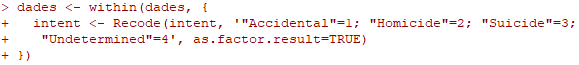 > dades <- within(dades, {
+   intent <- Recode(intent, '"Accidental"=1; "Homicide"=2; "Suicide"=3;
+    "Undetermined"=4', as.factor.result=TRUE)
+ })